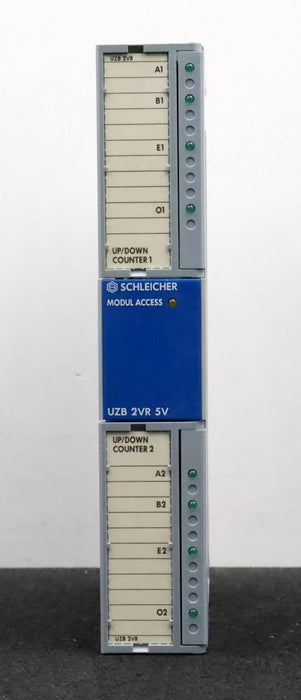 UZB 2VR
A1
B1
E1
O1
UP/DOWN
COUNTER 1
SCHLEICHER
MODUL ACCESS
UZB 2VR 5V
UP/DOWN
COUNTER 2
A2
B2
E2
O2
UZB 2VR